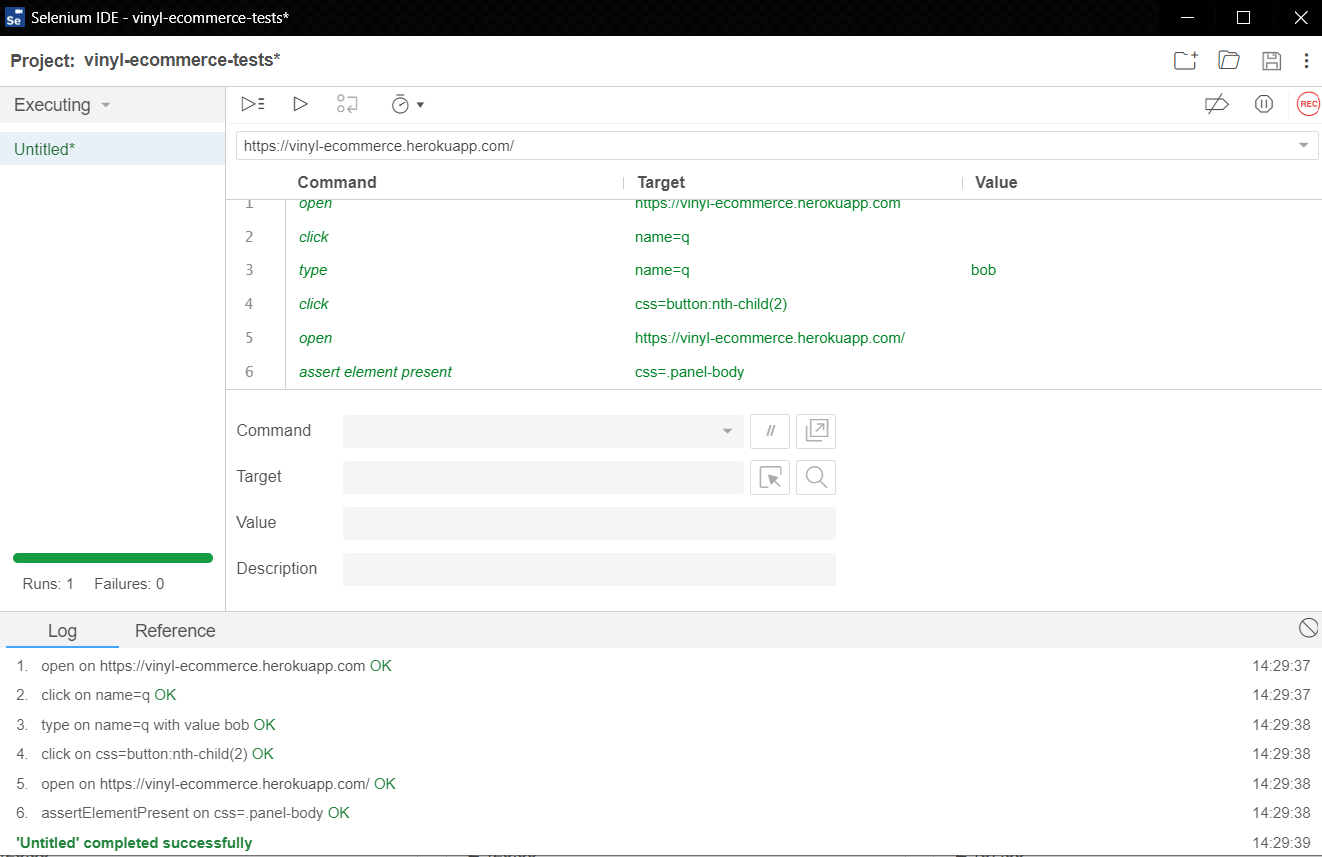 Se Selenium IDE - vinyl-ecommerce-tests*
Project: vinyl-ecommerce-tests*
Executing
REC
Untitled*
https://vinyl-ecommerce.herokuapp.com/
Command Target Value
1 open https://vinyl-ecommerce.herokuapp.com
2 click name=q
3 type name=q bob
4 click css=button:nth-child(2)
5 open https://vinyl-ecommerce.herokuapp.com/
6 assert element present css=.panel-body
Command //
Target
Value
Description
Runs: 1 Failures: 0
Log Reference
1. open on https://vinyl-ecommerce.herokuapp.com OK 14:29:37
2. click on name=q OK 14:29:37
3. type on name=q with value bob OK 14:29:38
4. click on css=button:nth-child(2) OK 14:29:38
5. open on https://vinyl-ecommerce.herokuapp.com/ OK 14:29:38
6. assertElementPresent on css=.panel-body OK 14:29:38
'Untitled' completed successfully 14:29:39